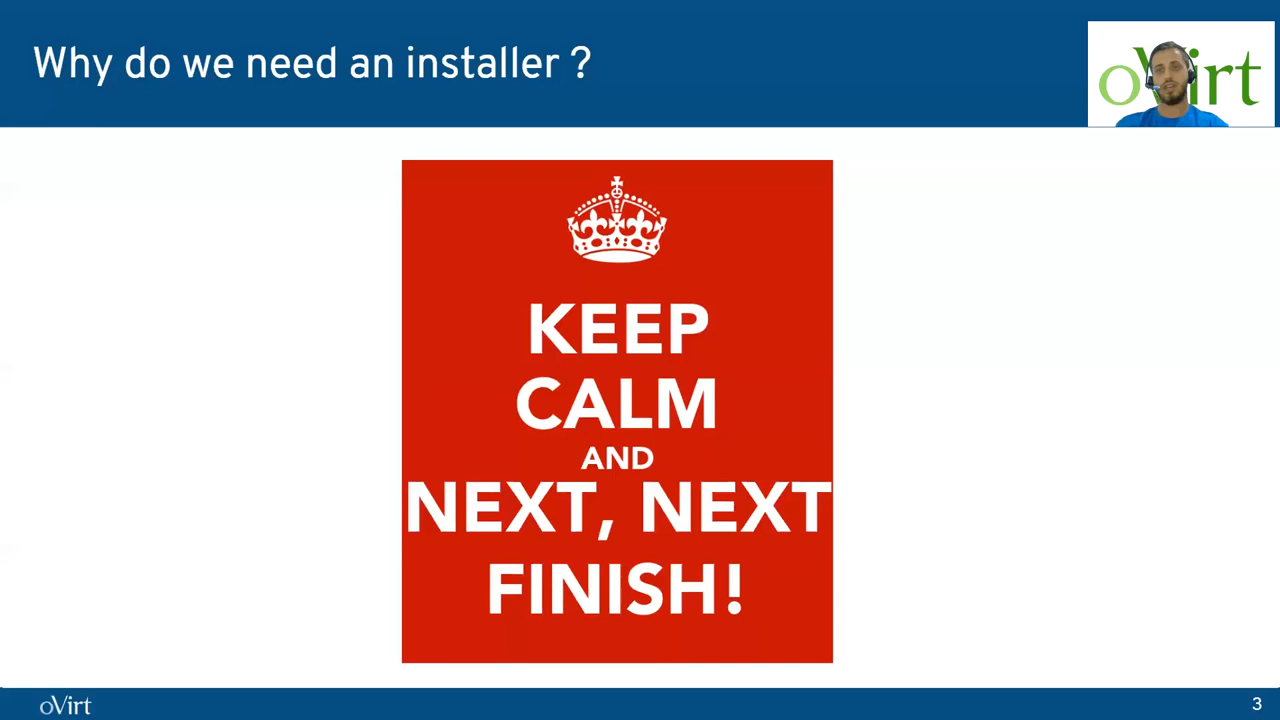 Why do we need an installer ?
oVirt
KEEP
CALM
AND
NEXT, NEXT
FINISH!
oVirt
3